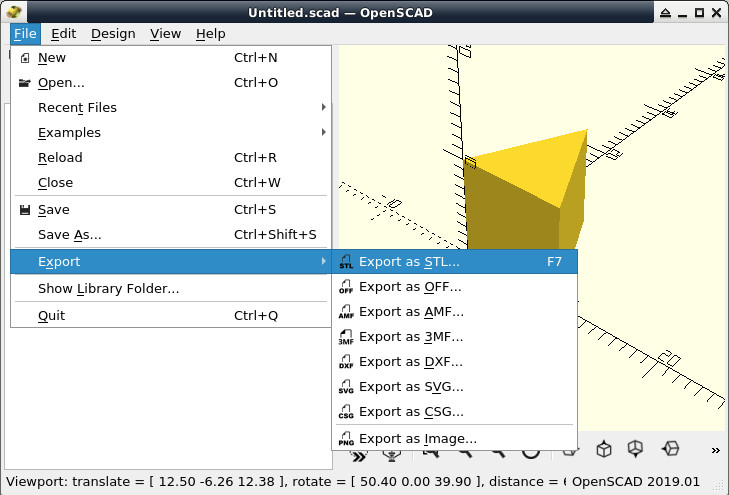 Untitled.scad — OpenSCAD
File Edit Design View Help
New Ctrl+N
Open... Ctrl+O
Recent Files
Examples
Reload Ctrl+R
Close Ctrl+W
Save Ctrl+S
Save As... Ctrl+Shift+S
Export
Show Library Folder...
Quit Ctrl+Q
STL Export as STL... F7
OFF Export as OFF...
AMF Export as AMF...
3MF Export as 3MF...
DXF Export as DXF...
SVG Export as SVG...
CSG Export as CSG...
PNG Export as Image...
20
Viewport: translate = [ 12.50 -6.26 12.38 ], rotate = [ 50.40 0.00 39.90 ], distance = OpenSCAD 2019.01